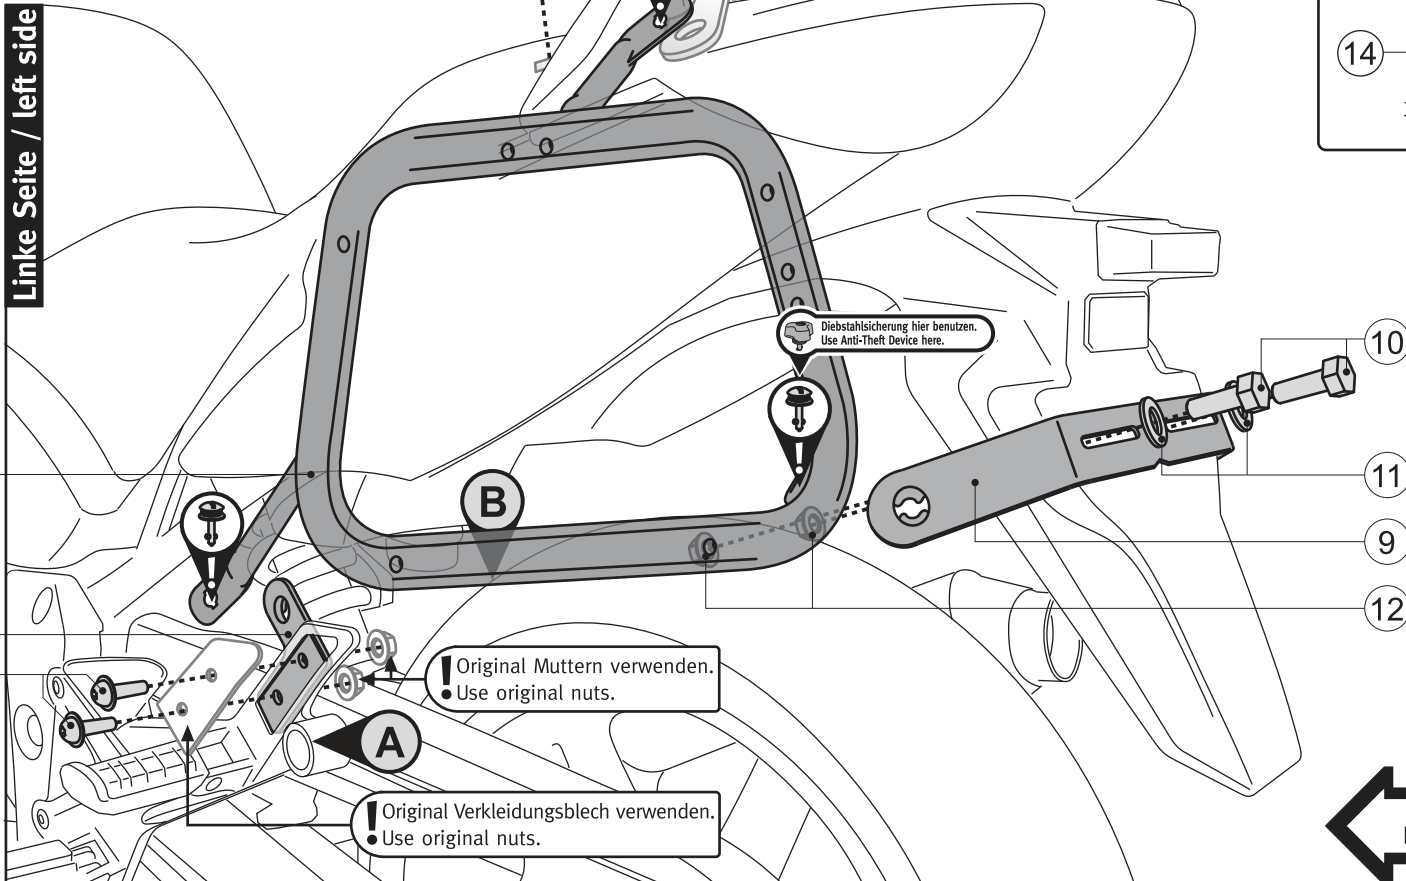 Linke Seite / left side
14
Diebstahlsicherung hier benutzen.
Use Anti-Theft Device here.
10
11
B
9
12
! Original Muttern verwenden.
Use original nuts.
A
! Original Verkleidungsblech verwenden.
Use original nuts.